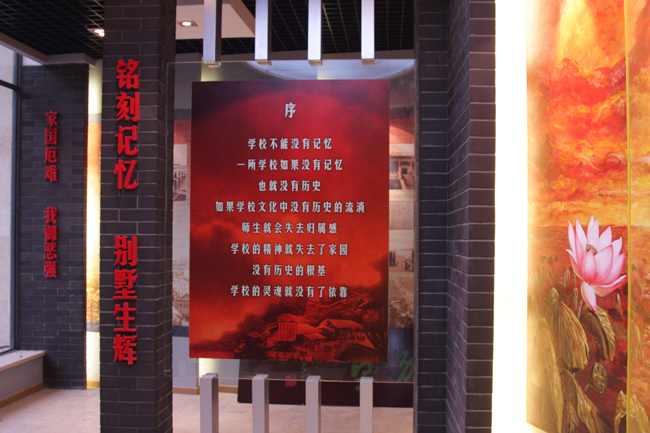 家国厄难 我御恶强
铭刻记忆 别墅生辉
序
学校不能没有记忆
一所学校如果没有记忆
也就没有历史
如果学校文化中没有历史的流淌
师生就会失去归属感
学校的精神就失去了家园
没有历史的根基
学校的灵魂就没有了依靠